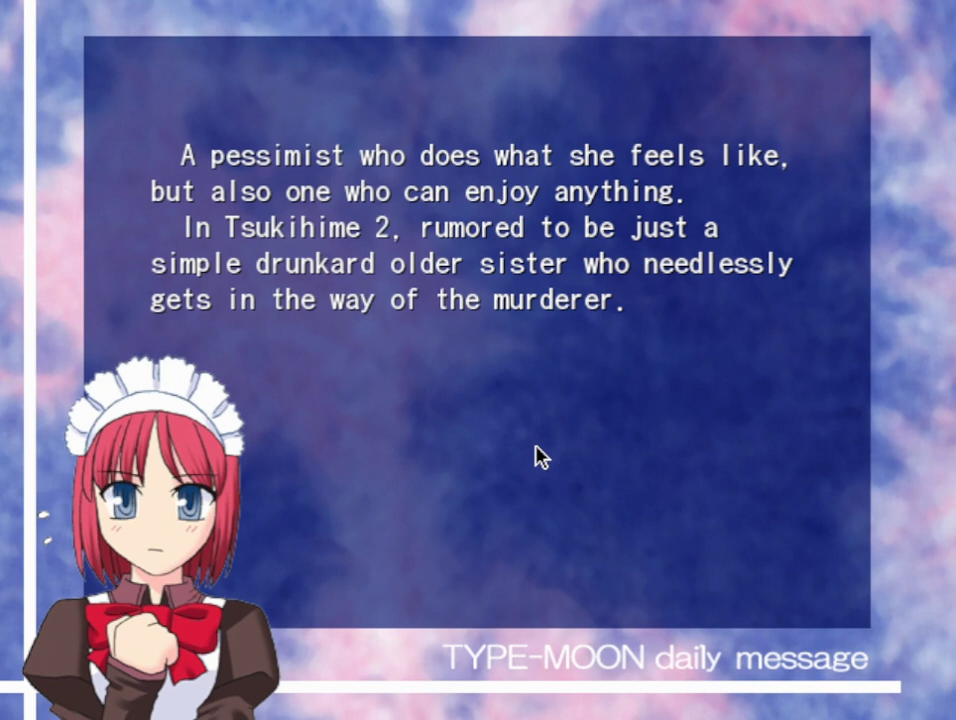 A pessimist who does what she feels like,
but also one who can enjoy anything.
In Tsukihime 2, rumored to be just a
simple drunkard older sister who needlessly
gets in the way of the murderer.
TYPE-MOON daily message